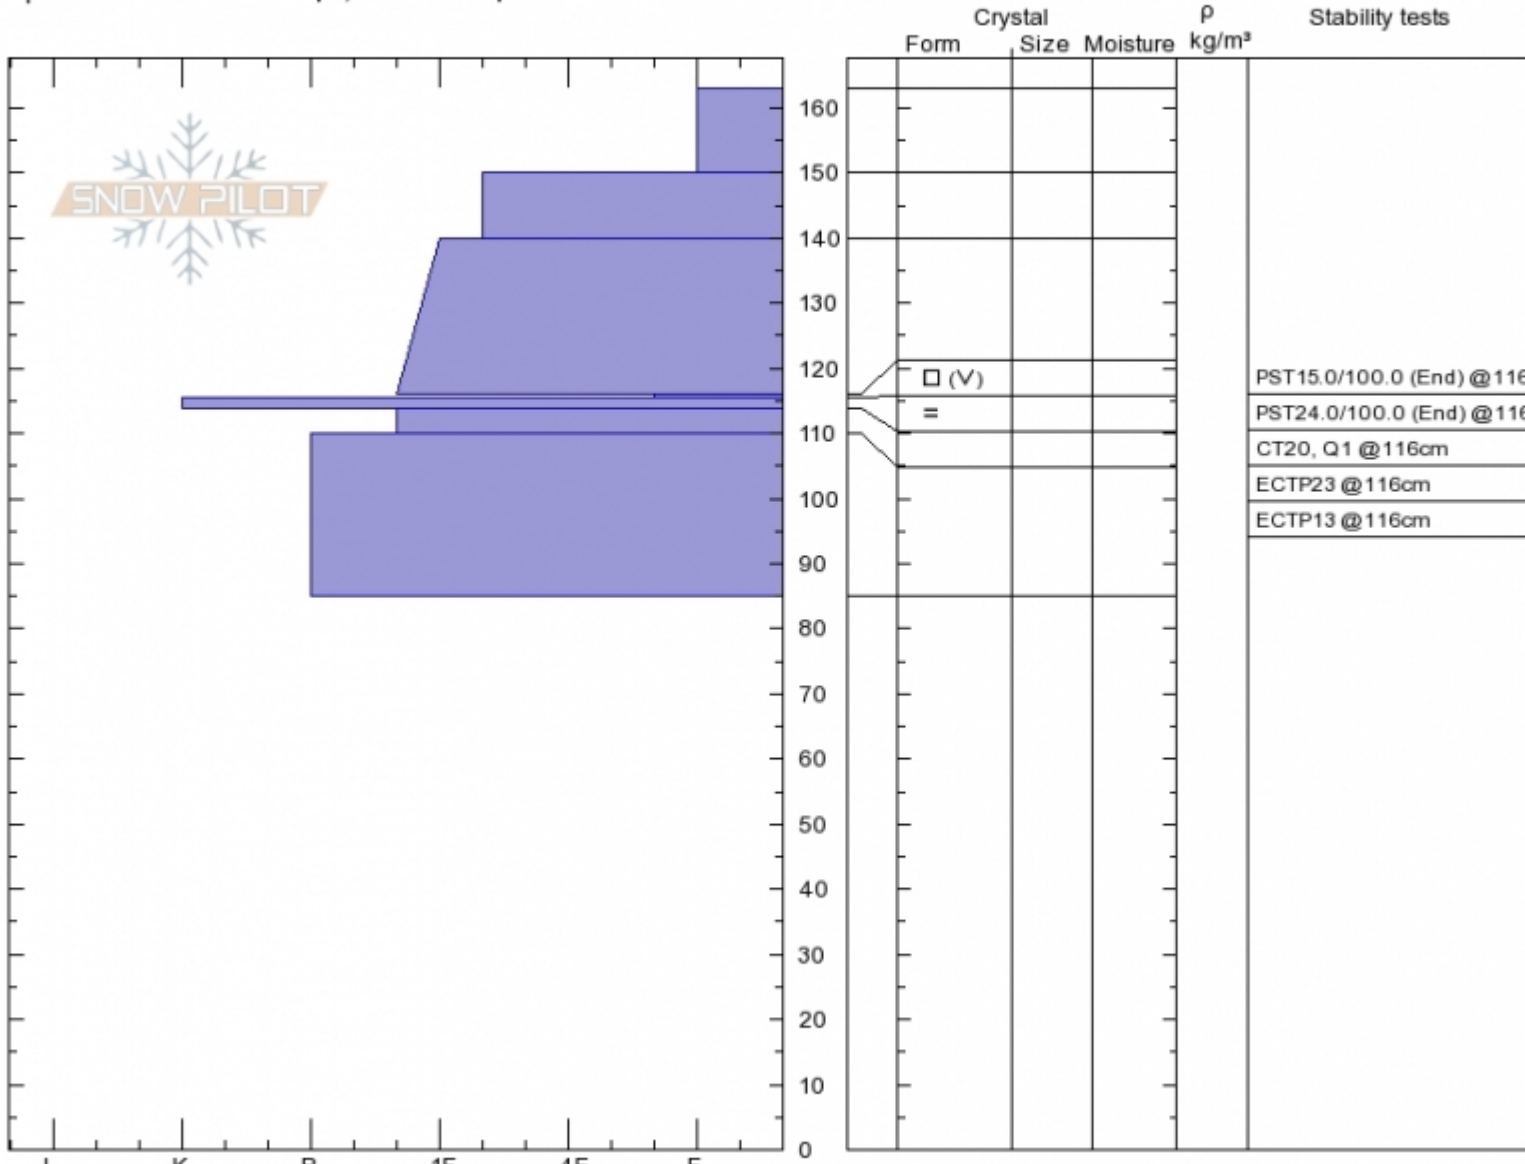 Crystal ρ Stability tests
Form Size Moisture kg/m³
SNOW PILOT
160
150
140
130
120
□ (V) PST15.0/100.0 (End) @116
= PST24.0/100.0 (End) @116
110
CT20, Q1 @116cm
100 ECTP23 @116cm
ECTP13 @116cm
90
80
70
60
50
40
30
20
10
0